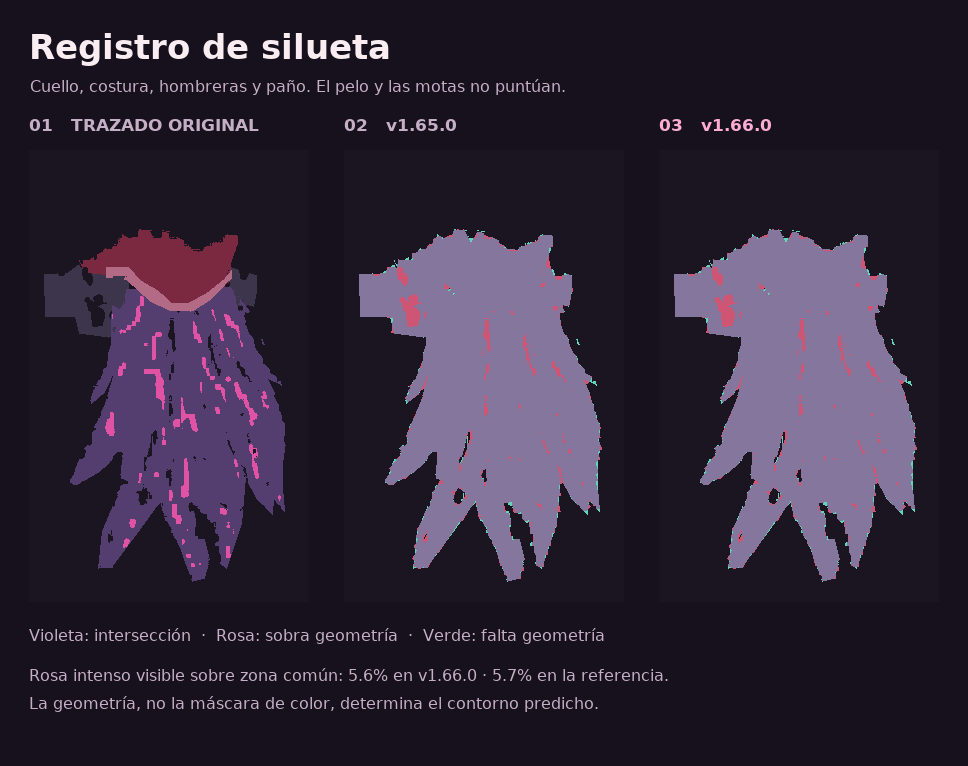 Registro de silueta
Cuello, costura, hombreras y paño. El pelo y las motas no puntúan.
01 TRAZADO ORIGINAL
02 v1.65.0
03 v1.66.0
Violeta: intersección · Rosa: sobra geometría · Verde: falta geometría
Rosa intenso visible sobre zona común: 5.6% en v1.66.0 · 5.7% en la referencia.
La geometría, no la máscara de color, determina el contorno predicho.